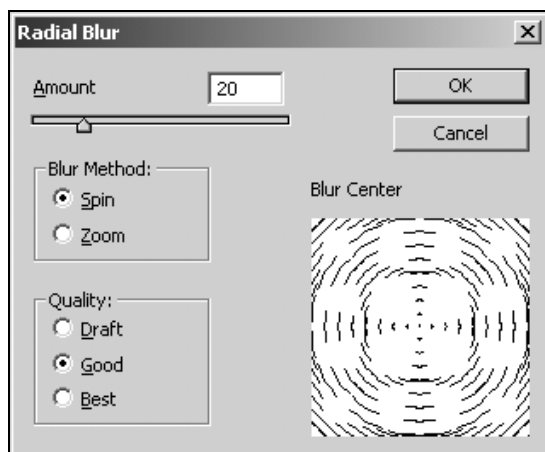 Radial Blur
Amount 20
OK
Cancel
Blur Method:
Spin
Zoom
Blur Center
Quality:
Draft
Good
Best